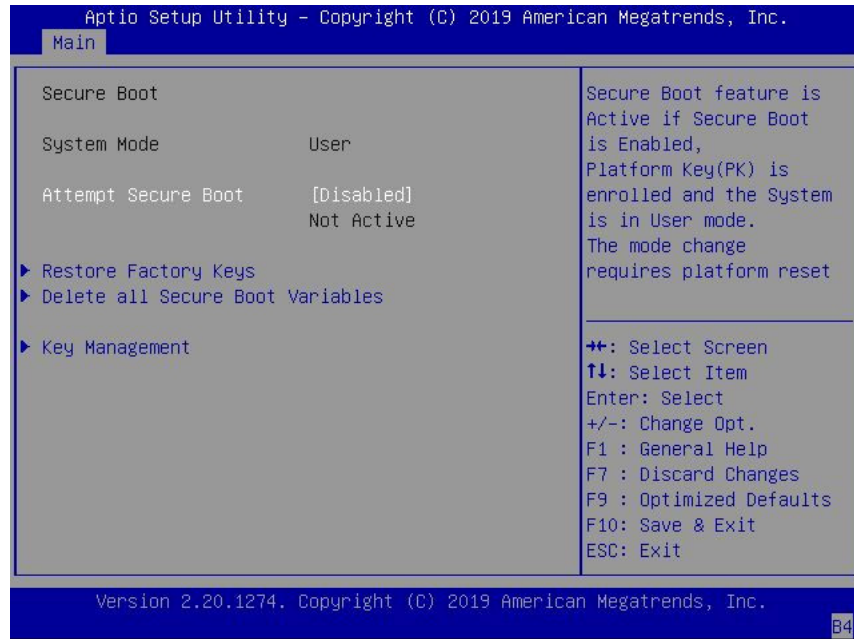 Aptio Setup Utility – Copyright (C) 2019 American Megatrends, Inc.
Main
Secure Boot
System Mode User
Attempt Secure Boot [Disabled]
Not Active
Restore Factory Keys
Delete all Secure Boot Variables
Key Management
Secure Boot feature is
Active if Secure Boot
is Enabled,
Platform Key(PK) is
enrolled and the System
is in User mode.
The mode change
requires platform reset
→←: Select Screen
↑↓: Select Item
Enter: Select
+/-: Change Opt.
F1 : General Help
F7 : Discard Changes
F9 : Optimized Defaults
F10: Save & Exit
ESC: Exit
Version 2.20.1274. Copyright (C) 2019 American Megatrends, Inc.
B4